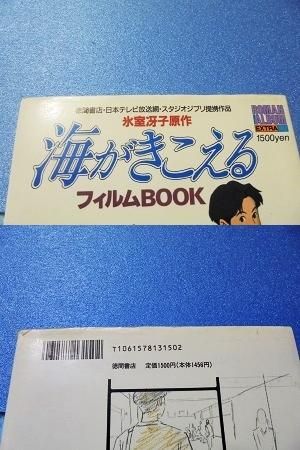 徳間書店・日本テレビ放送網・スタジオジブリ提携作品
氷室冴子原作
ROMAN
ALBUM
EXTRA
1500yen
海がきこえる
フィルムBOOK
T1061578131502
徳間書店 定価1500円(本体1456円)